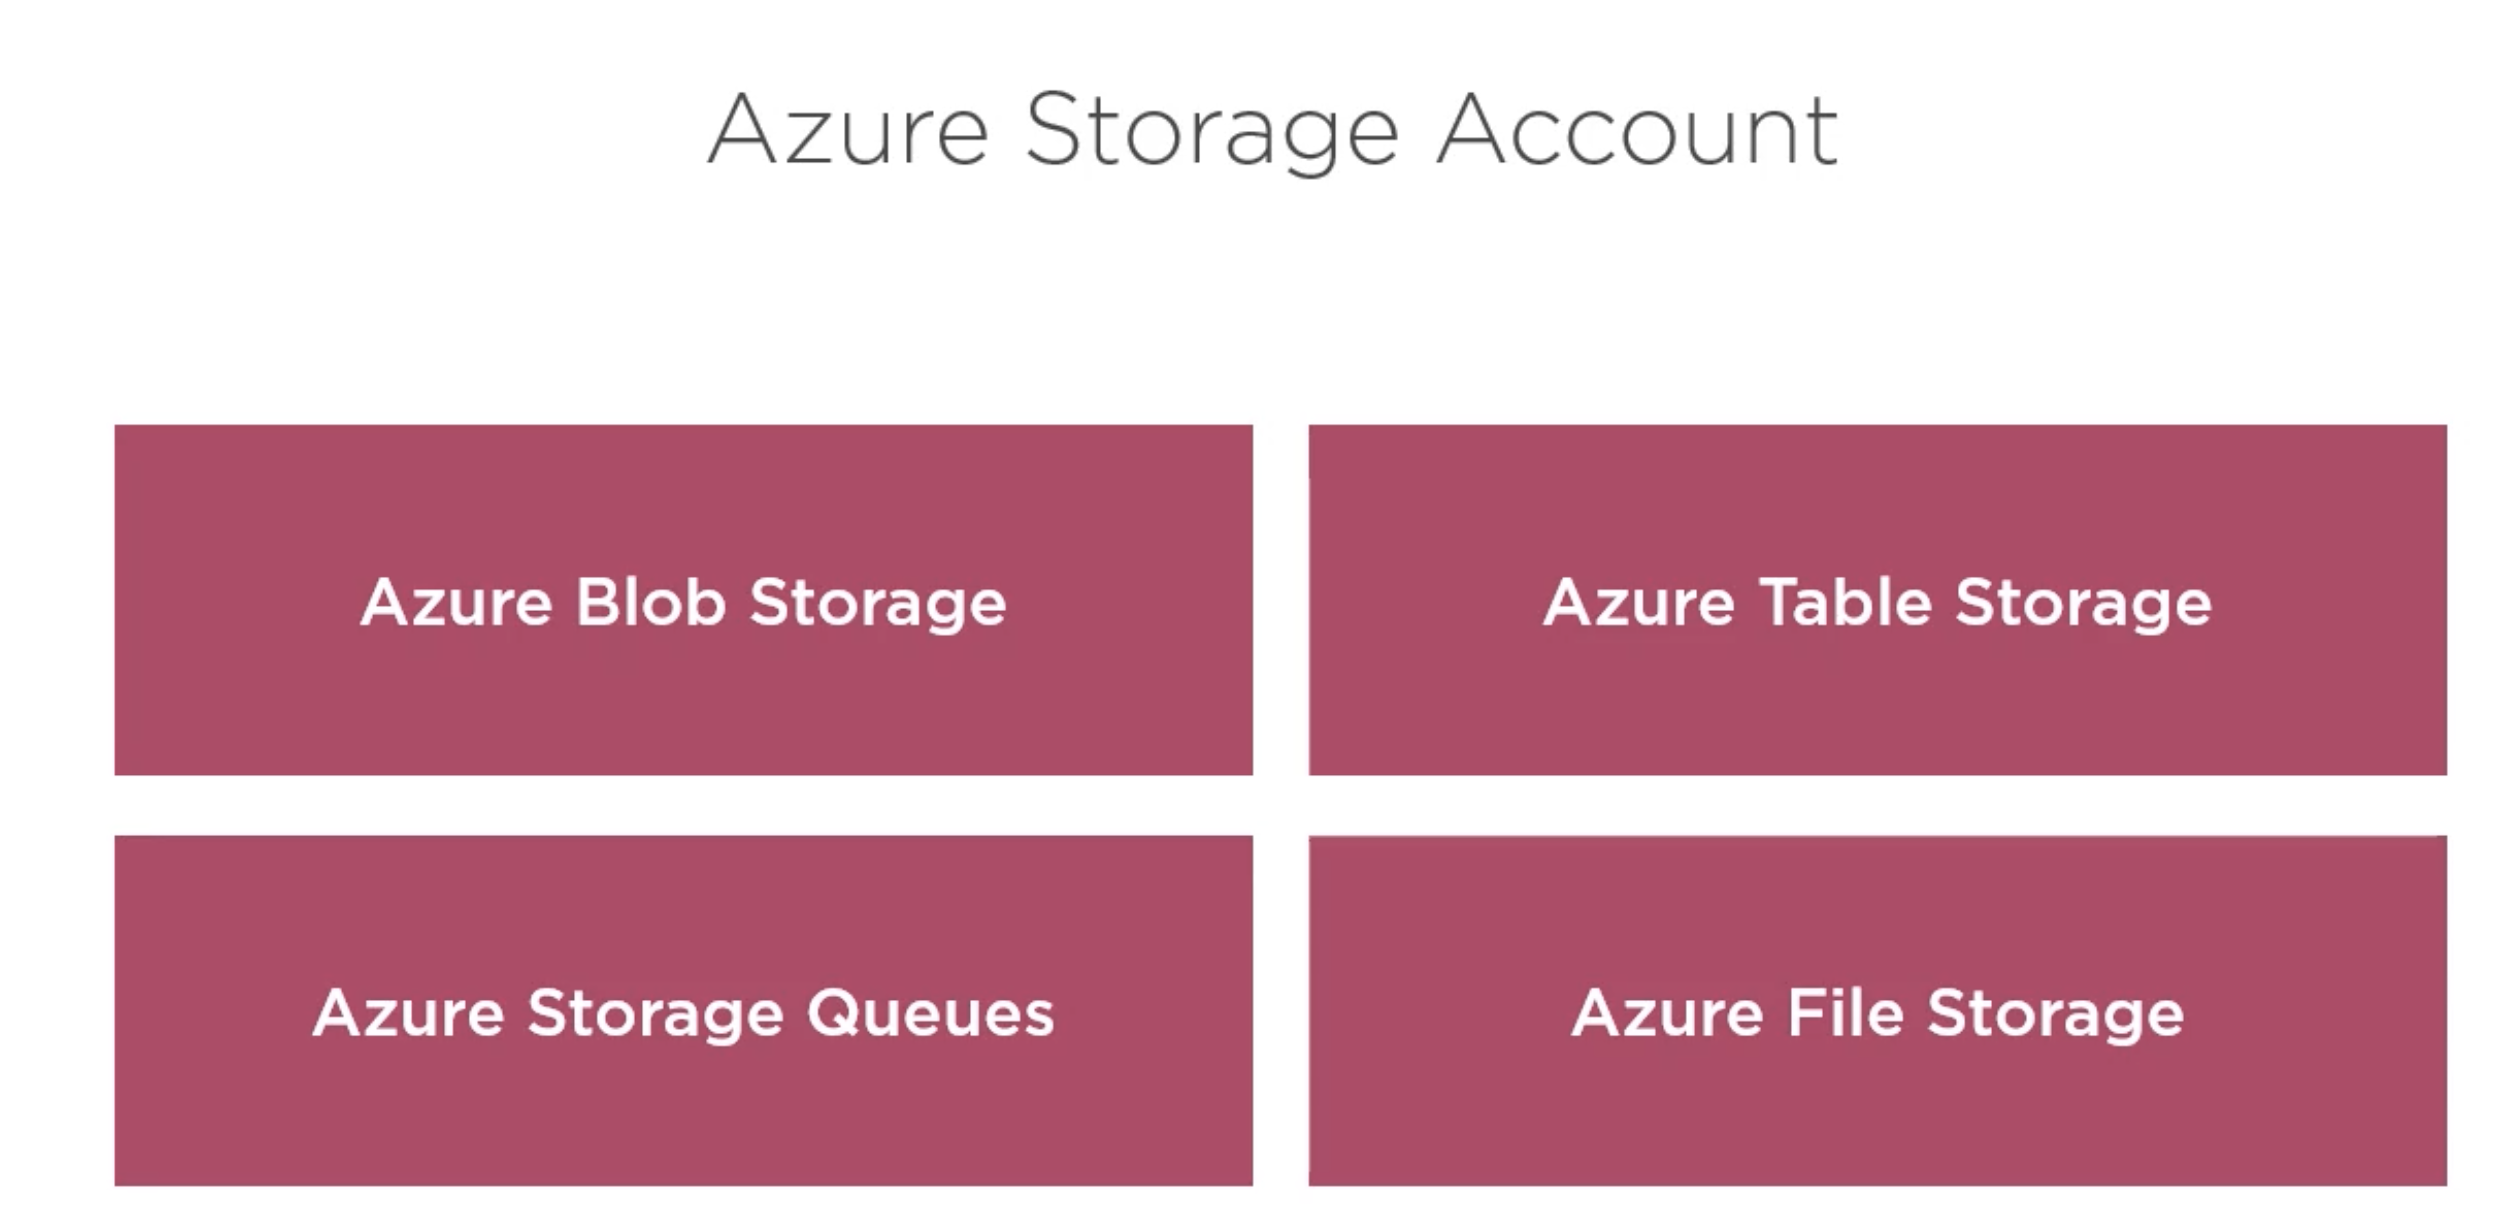 Azure Storage Account
Azure Blob Storage
Azure Table Storage
Azure Storage Queues
Azure File Storage